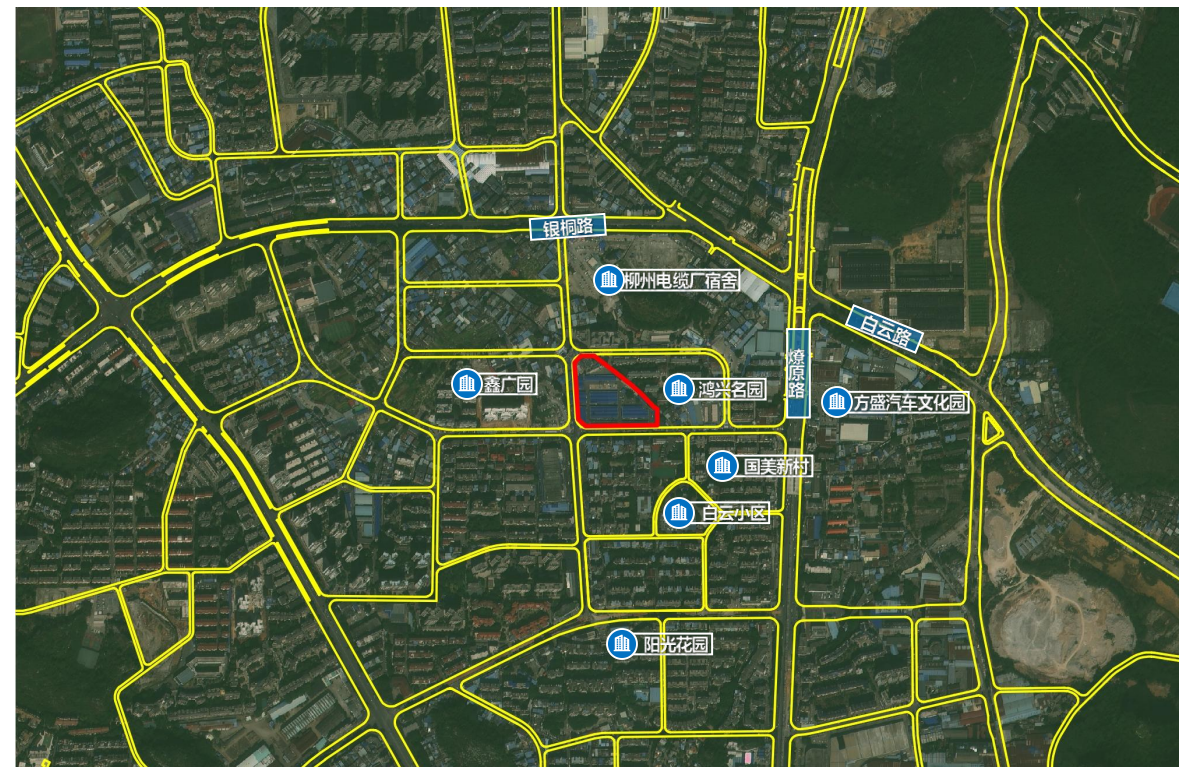 银桐路
柳州电缆厂宿舍
白云路
燎原路
鑫广园
鸿兴名园
方盛汽车文化园
国美新村
白云小区
阳光花园